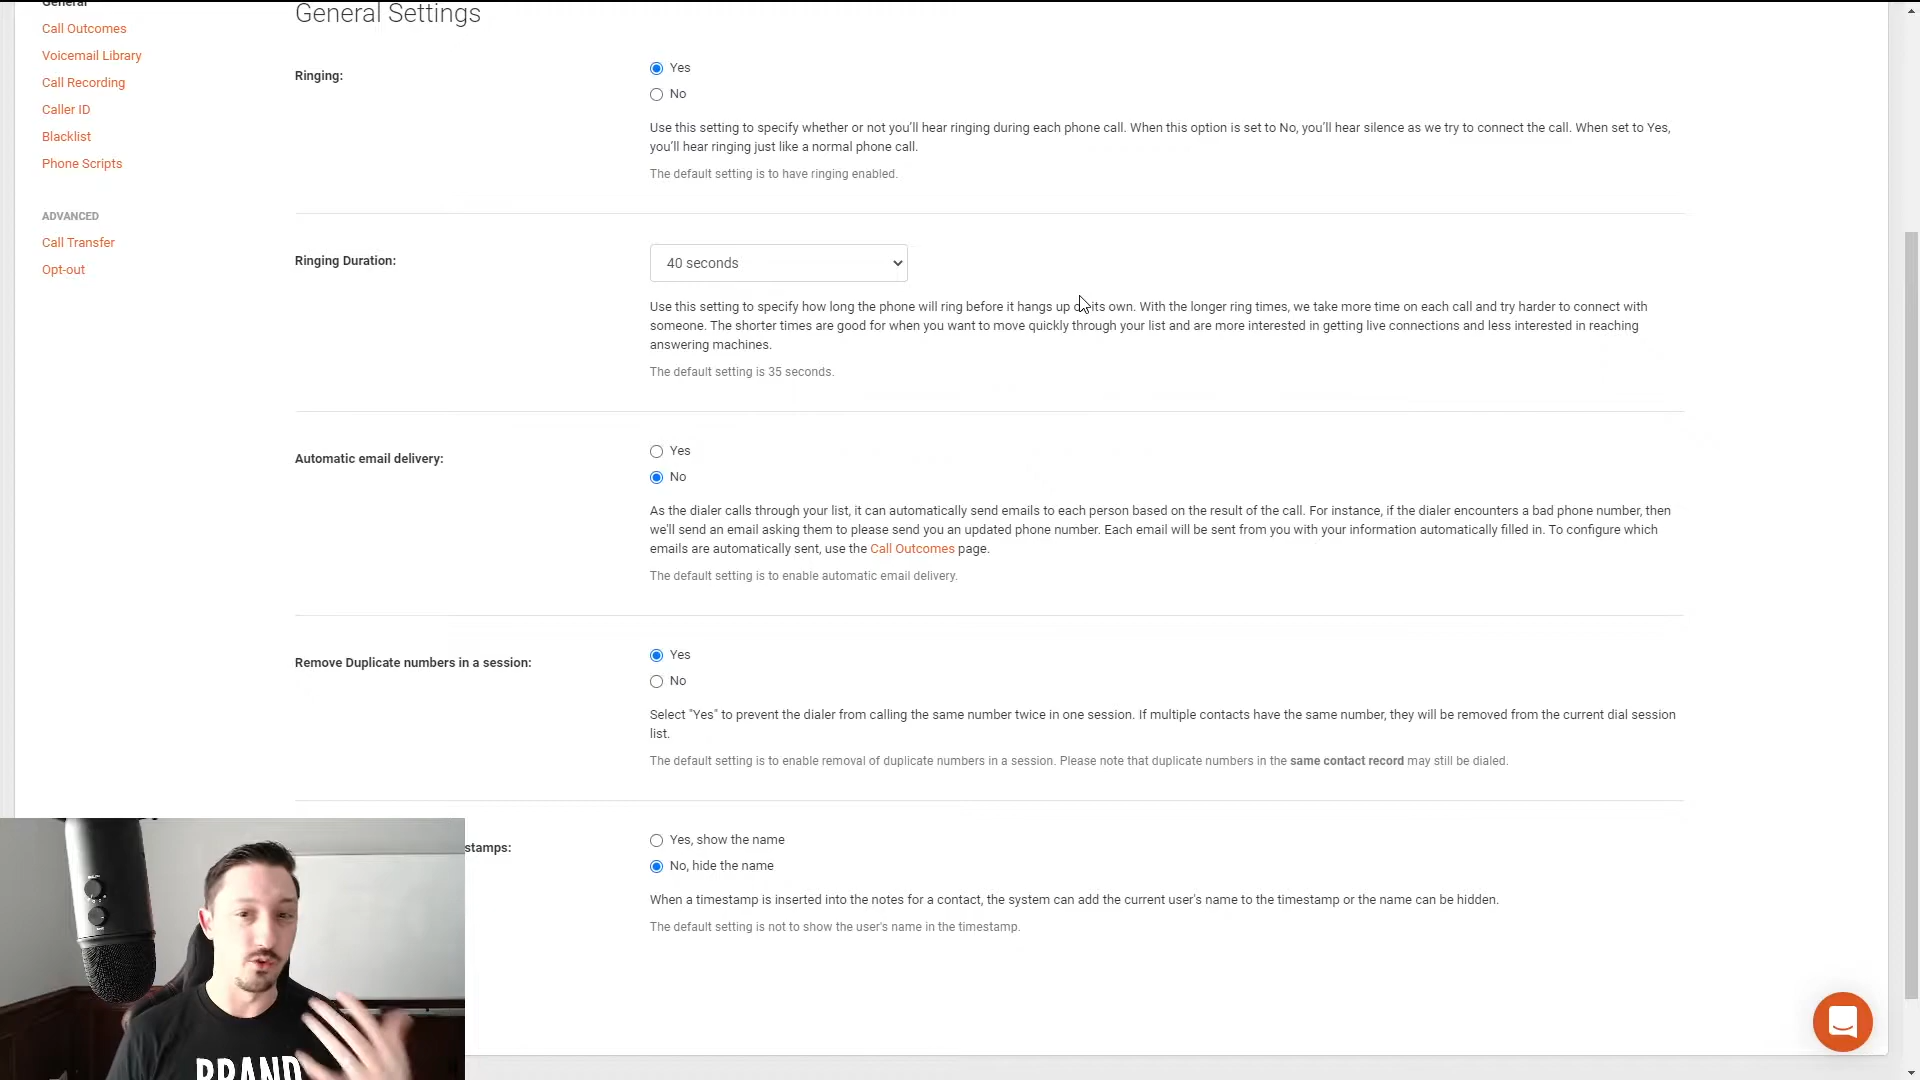 General
General Settings
Call Outcomes
Voicemail Library
Call Recording
Caller ID
Blacklist
Phone Scripts
ADVANCED
Call Transfer
Opt-out
Ringing:
Yes
No
Use this setting to specify whether or not you’ll hear ringing during each phone call. When this option is set to No, you’ll hear silence as we try to connect the call. When set to Yes,
you’ll hear ringing just like a normal phone call.
The default setting is to have ringing enabled.
Ringing Duration:
40 seconds
Use this setting to specify how long the phone will ring before it hangs up on its own. With the longer ring times, we take more time on each call and try harder to connect with
someone. The shorter times are good for when you want to move quickly through your list and are more interested in getting live connections and less interested in reaching
answering machines.
The default setting is 35 seconds.
Automatic email delivery:
Yes
No
As the dialer calls through your list, it can automatically send emails to each person based on the result of the call. For instance, if the dialer encounters a bad phone number, then
we'll send an email asking them to please send you an updated phone number. Each email will be sent from you with your information automatically filled in. To configure which
emails are automatically sent, use the Call Outcomes page.
The default setting is to enable automatic email delivery.
Remove Duplicate numbers in a session:
Yes
No
Select "Yes" to prevent the dialer from calling the same number twice in one session. If multiple contacts have the same number, they will be removed from the current dial session
list.
The default setting is to enable removal of duplicate numbers in a session. Please note that duplicate numbers in the same contact record may still be dialed.
stamps:
Yes, show the name
No, hide the name
When a timestamp is inserted into the notes for a contact, the system can add the current user's name to the timestamp or the name can be hidden.
The default setting is not to show the user's name in the timestamp.
BRAND